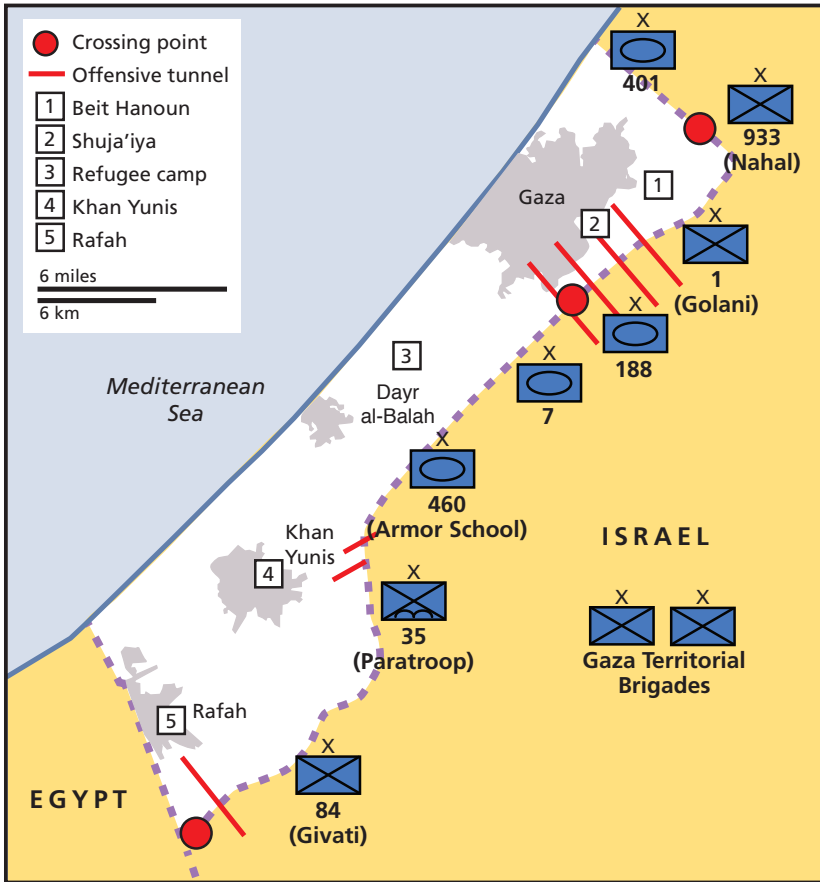 Crossing point
Offensive tunnel
1 Beit Hanoun
2 Shuja’iya
3 Refugee camp
4 Khan Yunis
5 Rafah
6 miles
6 km
X
401
X
933
(Nahal)
1
Gaza
2
X
1
(Golani)
X
188
3
Mediterranean
Sea
Dayr
al-Balah
X
7
X
460
(Armor School)
ISRAEL
Khan
Yunis
4
X
35
(Paratroop)
X X
Gaza Territorial
Brigades
5 Rafah
X
84
(Givati)
EGYPT